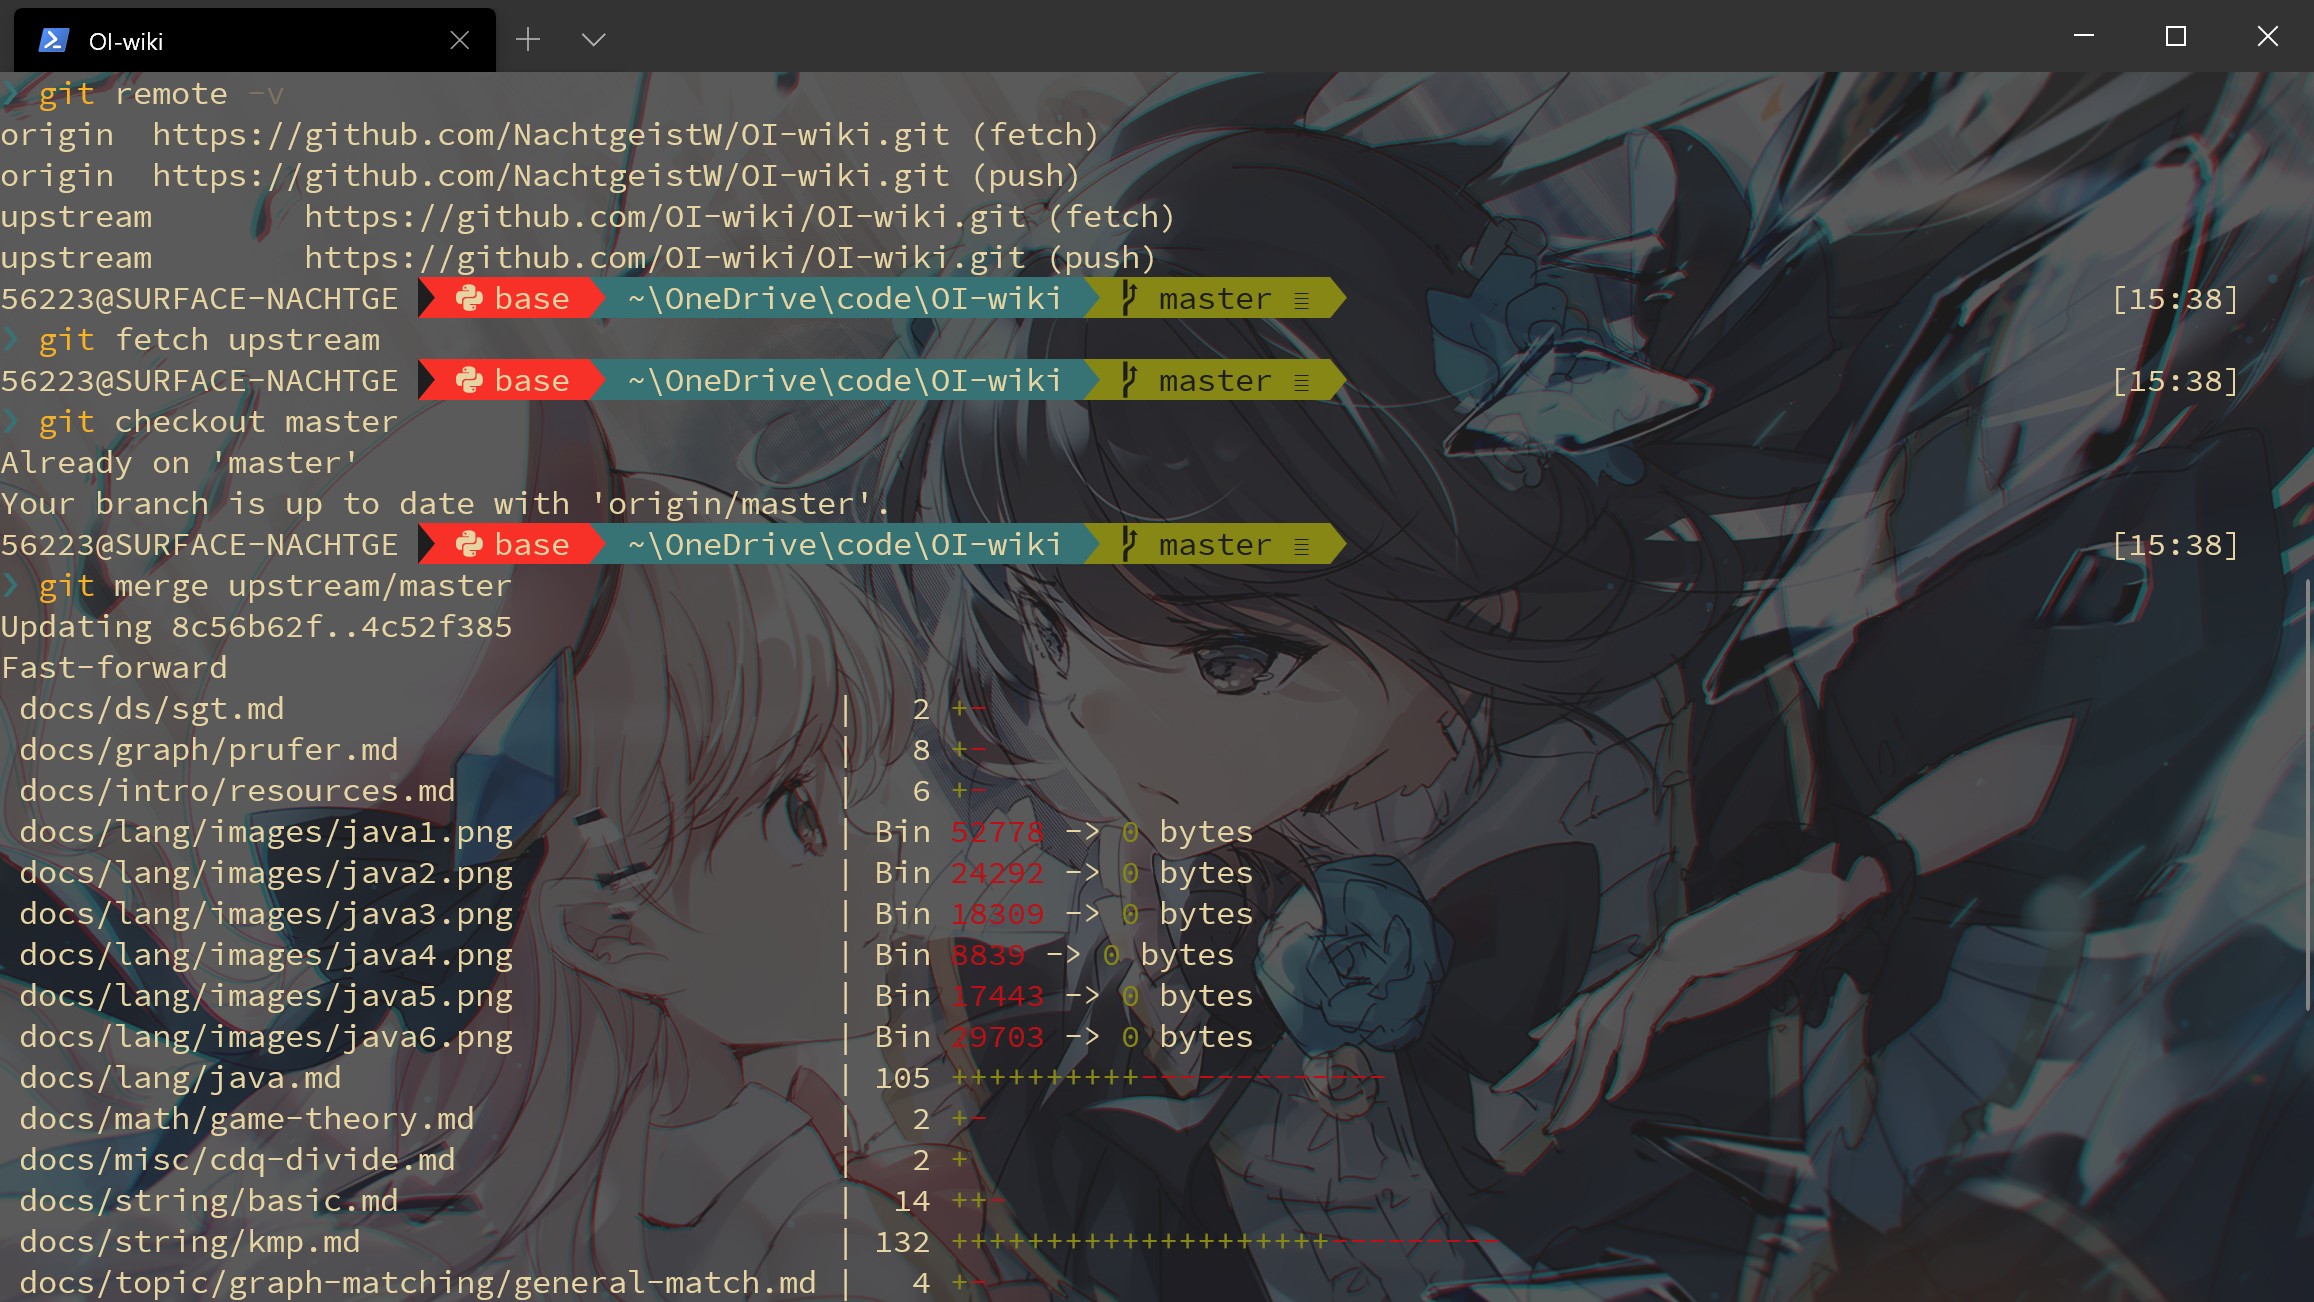 OI-wiki
❯ git remote -v
origin  https://github.com/NachtgeistW/OI-wiki.git (fetch)
origin  https://github.com/NachtgeistW/OI-wiki.git (push)
upstream        https://github.com/OI-wiki/OI-wiki.git (fetch)
upstream        https://github.com/OI-wiki/OI-wiki.git (push)
56223@SURFACE-NACHTGE base ~\OneDrive\code\OI-wiki master ≡ [15:38]
❯ git fetch upstream
56223@SURFACE-NACHTGE base ~\OneDrive\code\OI-wiki master ≡ [15:38]
❯ git checkout master
Already on 'master'
Your branch is up to date with 'origin/master'.
56223@SURFACE-NACHTGE base ~\OneDrive\code\OI-wiki master ≡ [15:38]
❯ git merge upstream/master
Updating 8c56b62f..4c52f385
Fast-forward
 docs/ds/sgt.md                            |   2 +-
 docs/graph/prufer.md                      |   8 +-
 docs/intro/resources.md                   |   6 +-
 docs/lang/images/java1.png                | Bin 52778 -> 0 bytes
 docs/lang/images/java2.png                | Bin 24292 -> 0 bytes
 docs/lang/images/java3.png                | Bin 18309 -> 0 bytes
 docs/lang/images/java4.png                | Bin 8839 -> 0 bytes
 docs/lang/images/java5.png                | Bin 17443 -> 0 bytes
 docs/lang/images/java6.png                | Bin 29703 -> 0 bytes
 docs/lang/java.md                         | 105 ++++++++++-------------
 docs/math/game-theory.md                  |   2 +-
 docs/misc/cdq-divide.md                   |   2 +
 docs/string/basic.md                      |  14 ++-
 docs/string/kmp.md                        | 132 ++++++++++++++++++++---------
 docs/topic/graph-matching/general-match.md |   4 +-